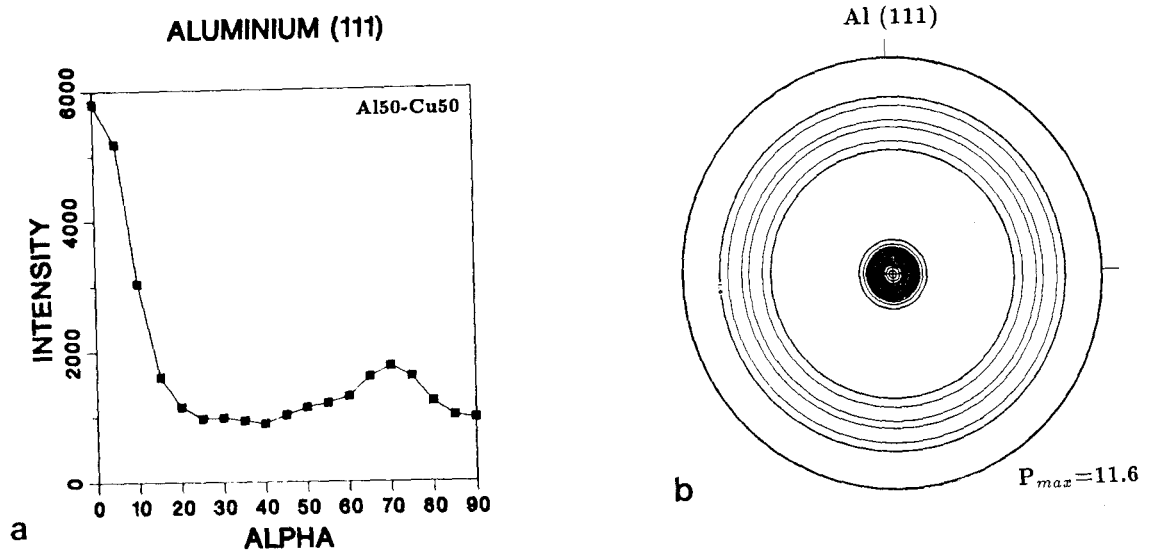 ALUMINIUM (111)
Al50-Cu50
INTENSITY
6000
4000
2000
0
0 10 20 30 40 50 60 70 80 90
ALPHA
a
Al (111)
P_max=11.6
b